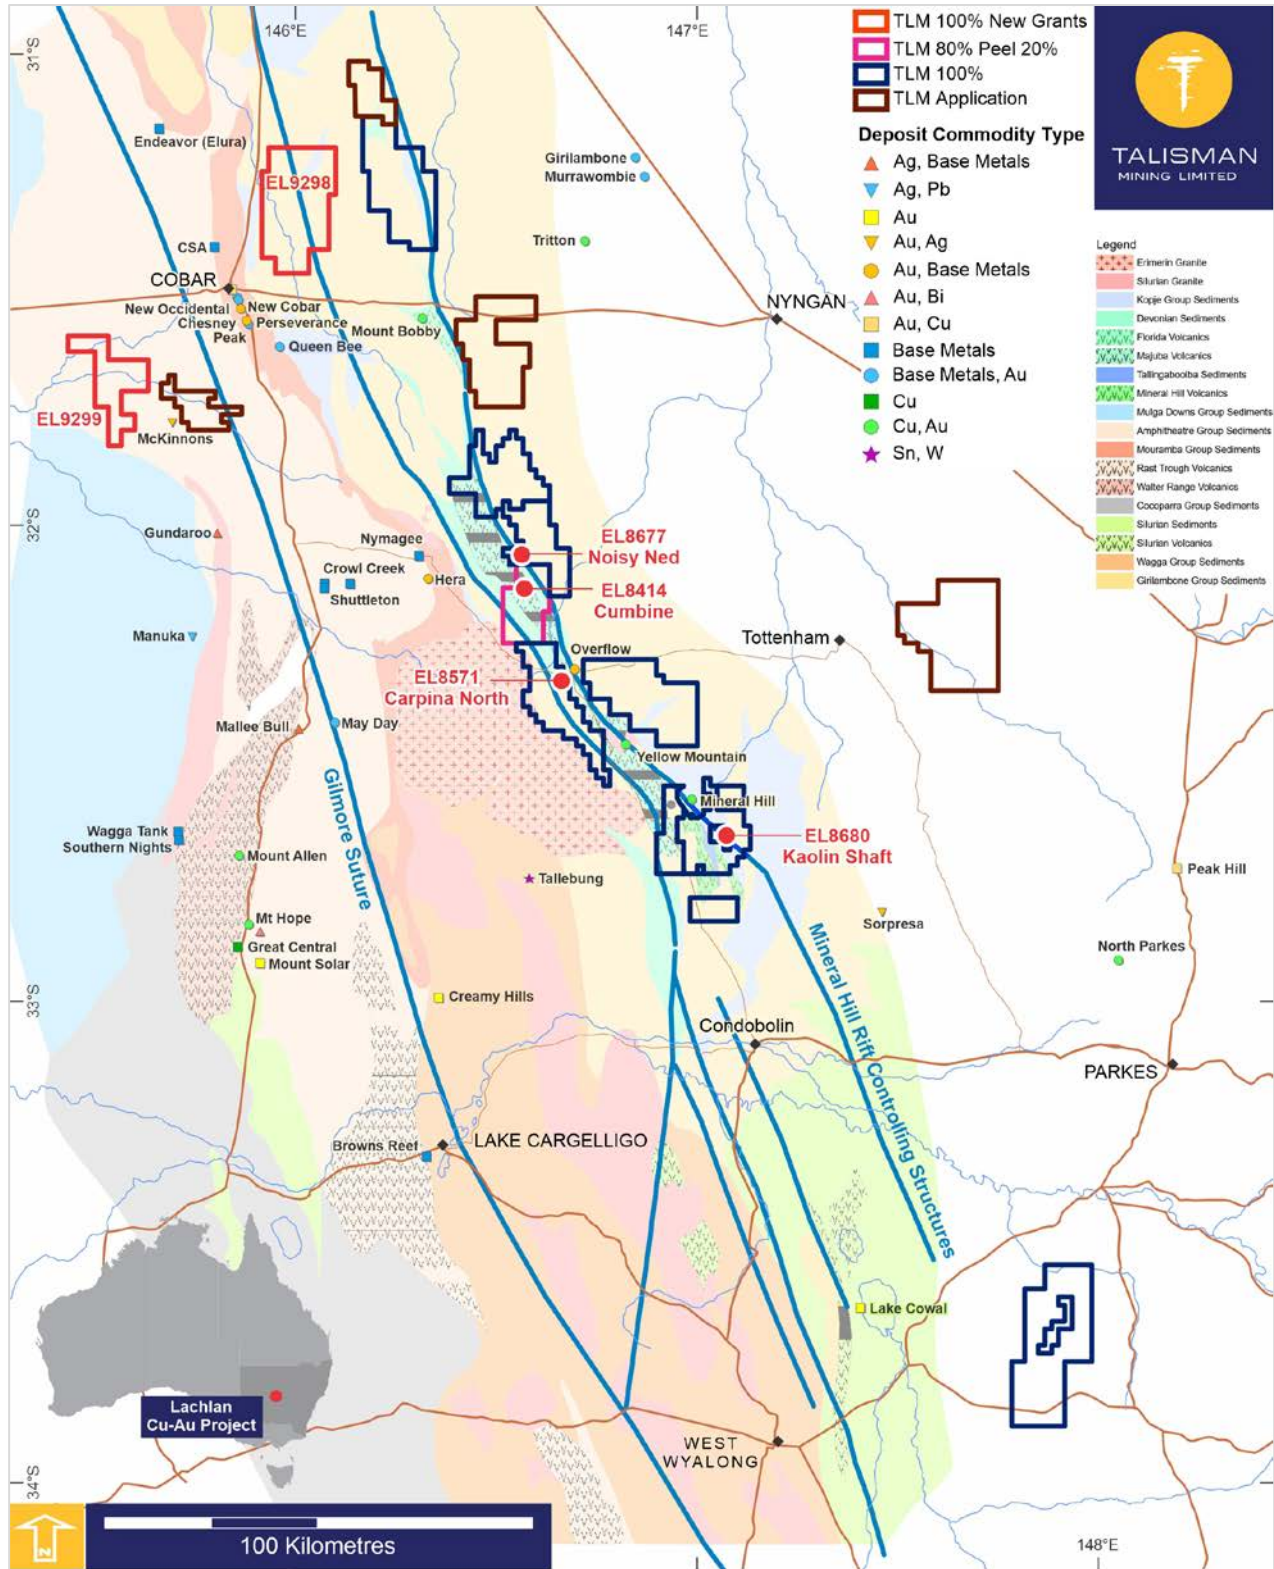 146°E
147°E
31°S
TLM 100% New Grants
TLM 80% Peel 20%
TLM 100%
TLM Application
Deposit Commodity Type
Ag, Base Metals
Ag, Pb
Au
Au, Ag
Au, Base Metals
Au, Bi
Au, Cu
Base Metals
Base Metals, Au
Cu
Cu, Au
Sn, W
TALISMAN
MINING LIMITED
Legend
Erimerin Granite
Silurian Granite
Kopje Group Sediments
Devonian Sediments
Florida Volcanics
Majuba Volcanics
Tallingaboolba Sediments
Mineral Hill Volcanics
Mulga Downs Group Sediments
Amphitheatre Group Sediments
Mouramba Group Sediments
Rast Trough Volcanics
Walter Range Volcanics
Cocoparra Group Sediments
Silurian Sediments
Silurian Volcanics
Wagga Group Sediments
Girilambone Group Sediments
Endeavor (Elura)
Girilambone
Murrawombie
EL9298
CSA
Tritton
COBAR
New Occidental
New Cobar
Chesney
Perseverance
Peak
Queen Bee
Mount Bobby
NYNGAN
EL9299
McKinnons
32°S
Gundaroo
Nymagee
Crowl Creek
Hera
Shuttleton
EL8677
Noisy Ned
EL8414
Cumbine
Manuka
Overflow
Tottenham
EL8571
Carpina North
Mallee Bull
May Day
Yellow Mountain
Gilmore Suture
Mineral Hill
Wagga Tank
Southern Nights
Mount Allen
EL8680
Kaolin Shaft
Tallebung
Peak Hill
Mt Hope
Sorpresa
Great Central
Mount Solar
North Parkes
Creamy Hills
33°S
Mineral Hill Rift Controlling Structures
Condobolin
PARKES
Browns Reef
LAKE CARGELLIGO
Lake Cowal
Lachlan
Cu-Au Project
WEST
WYALONG
34°S
N
100 Kilometres
148°E